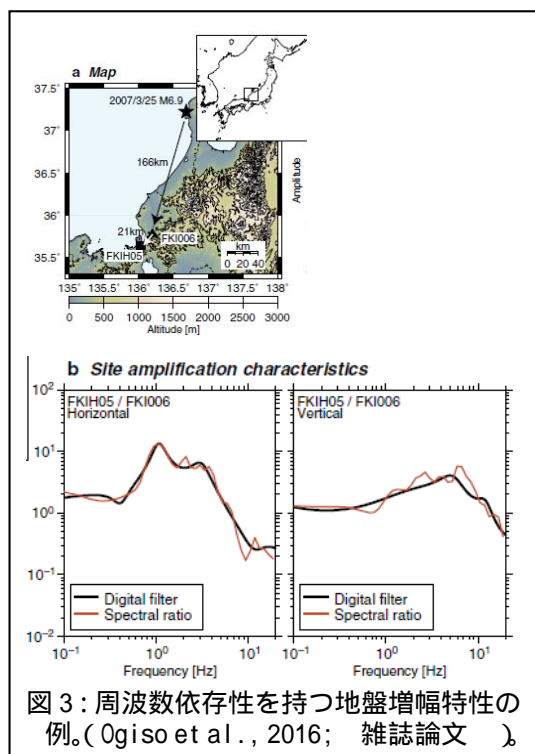 a Map
37.5°
37°
36.5°
36°
35.5°
2007/3/25 M6.9
166km
21km
FKI006
FKIH05
km
0 20 40
135° 135.5° 136° 136.5° 137° 137.5° 138°
0 500 1000 1500 2000 2500 3000
Altitude [m]
Amplitude
b Site amplification characteristics
FKIH05 / FKI006
Horizontal
FKIH05 / FKI006
Vertical
10²
10¹
10⁰
10⁻¹
10⁻²
Digital filter
Spectral ratio
Digital filter
Spectral ratio
10⁻¹ 10⁰ 10¹
10⁻¹ 10⁰ 10¹
Frequency [Hz]
Frequency [Hz]
図 3 : 周波数依存性を持つ地盤増幅特性の
例。(Ogiso et al., 2016; 雑誌論文 )。